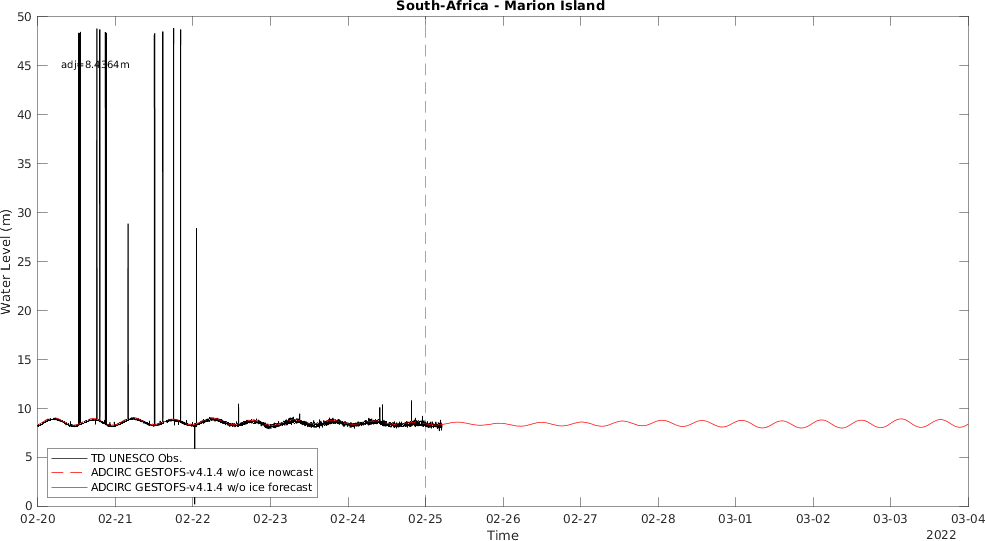 South-Africa - Marion Island
50
45
40
35
30
25
20
15
10
5
0
Water Level (m)
adj=8.4364m
TD UNESCO Obs.
ADCIRC GESTOFS-v4.1.4 w/o ice nowcast
ADCIRC GESTOFS-v4.1.4 w/o ice forecast
02-20 02-21 02-22 02-23 02-24 02-25 02-26 02-27 02-28 03-01 03-02 03-03 03-04
Time
2022